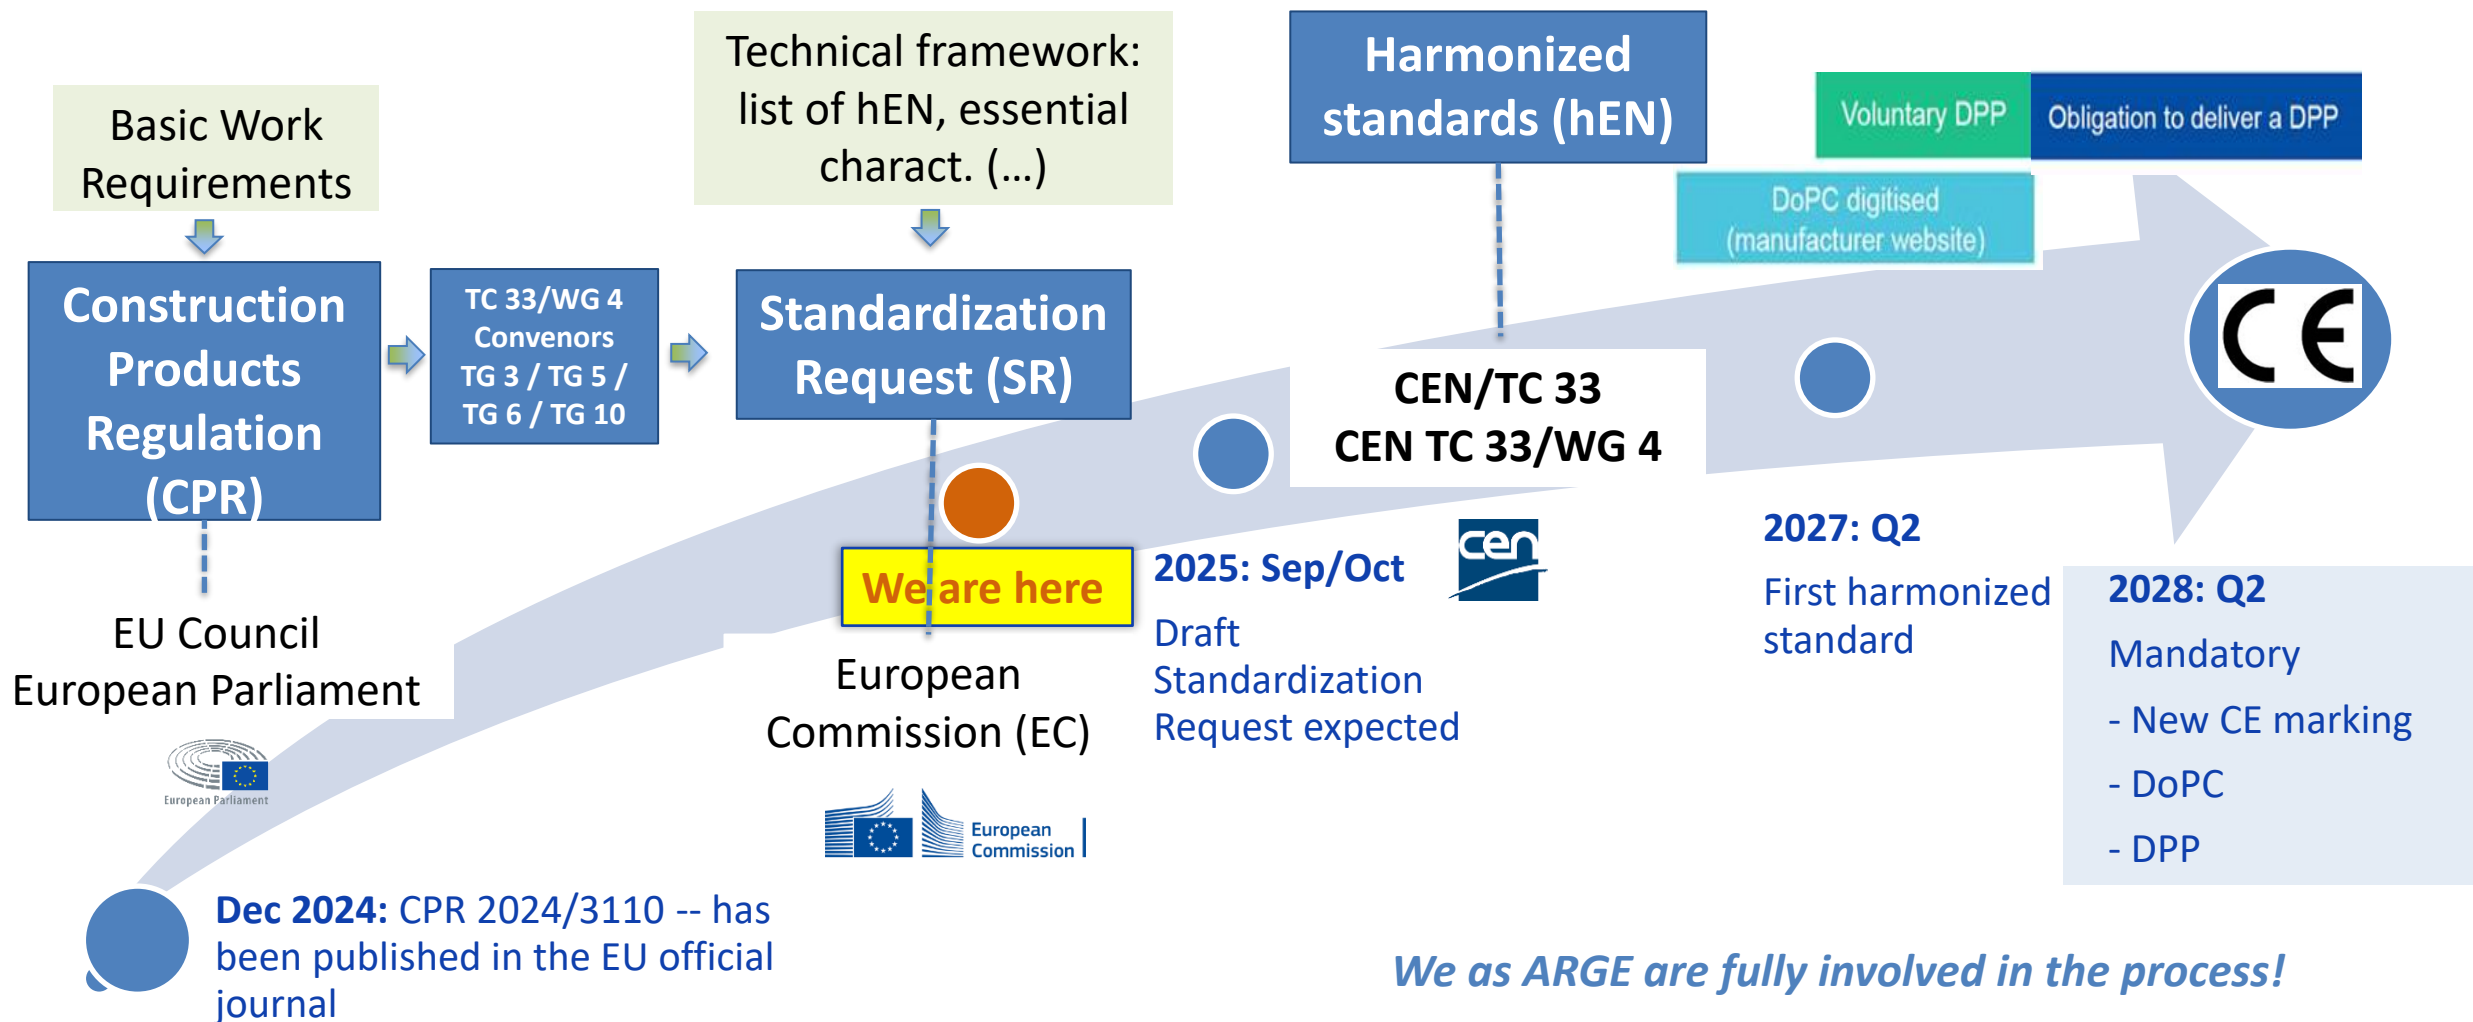 Basic Work
Requirements
Construction
Products
Regulation
(CPR)
EU Council
European Parliament
European Parliament
TC 33/WG 4
Convenors
TG 3 / TG 5 /
TG 6 / TG 10
Technical framework:
list of hEN, essential
charact. (...)
Standardization
Request (SR)
We are here
European
Commission (EC)
European
Commission
Harmonized
standards (hEN)
CEN/TC 33
CEN TC 33/WG 4
cen
Voluntary DPP
Obligation to deliver a DPP
DoPC digitised
(manufacturer website)
CE
Dec 2024: CPR 2024/3110 -- has
been published in the EU official
journal
2025: Sep/Oct
Draft
Standardization
Request expected
2027: Q2
First harmonized
standard
2028: Q2
Mandatory
- New CE marking
- DoPC
- DPP
We as ARGE are fully involved in the process!